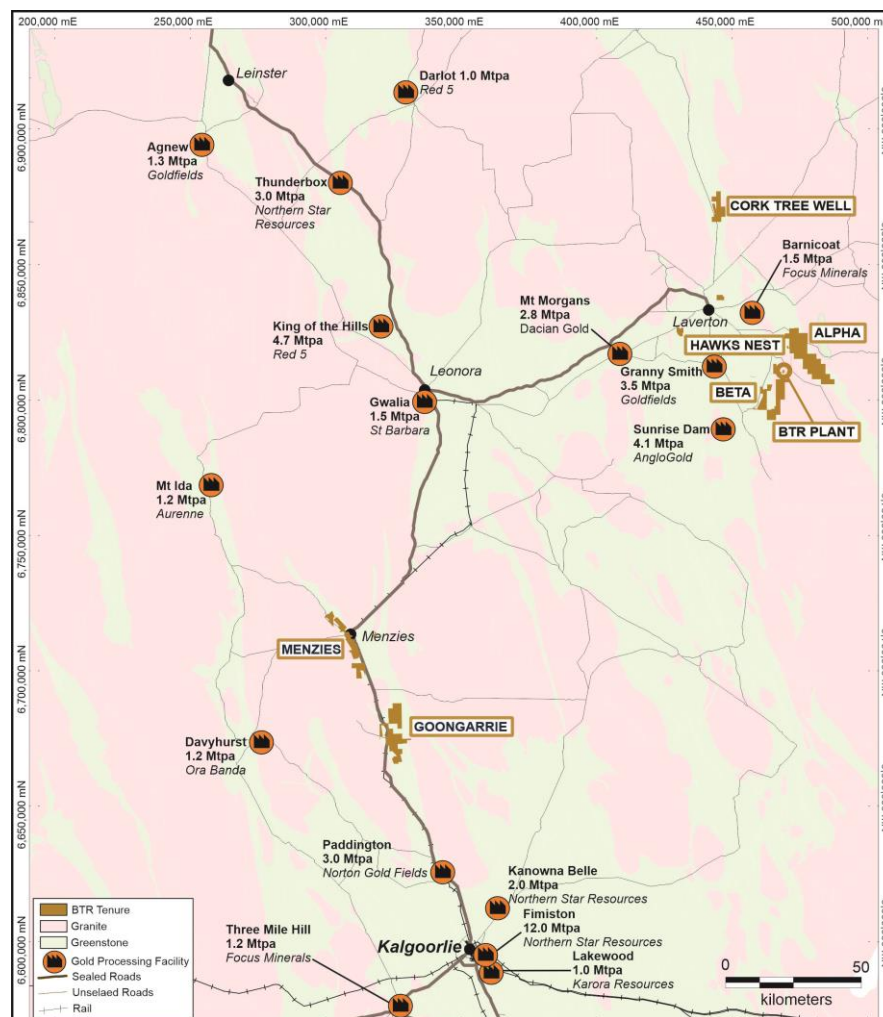 200,000 mE
250,000 mE
300,000 mE
350,000 mE
400,000 mE
450,000 mE
500,000 mE
Leinster
Darlot 1.0 Mtpa
Red 5
6,900,000 mN
Agnew
1.3 Mtpa
Goldfields
Thunderbox
3.0 Mtpa
Northern Star
Resources
CORK TREE WELL
Barnicoat
1.5 Mtpa
Focus Minerals
6,850,000 mN
Mt Morgans
2.8 Mtpa
Dacian Gold
Laverton
King of the Hills
4.7 Mtpa
Red 5
HAWKS NEST
ALPHA
Leonora
Granny Smith
3.5 Mtpa
Goldfields
Gwalia
1.5 Mtpa
St Barbara
BETA
BTR PLANT
6,800,000 mN
Sunrise Dam
4.1 Mtpa
AngloGold
Mt Ida
1.2 Mtpa
Aurenne
6,750,000 mN
Menzies
MENZIES
6,700,000 mN
GOONGARRIE
Davyhurst
1.2 Mtpa
Ora Banda
6,650,000 mN
Paddington
3.0 Mtpa
Norton Gold Fields
Kanowna Belle
2.0 Mtpa
Northern Star Resources
Fimiston
12.0 Mtpa
Northern Star Resources
Three Mile Hill
1.2 Mtpa
Focus Minerals
Kalgoorlie
Lakewood
1.0 Mtpa
Karora Resources
6,600,000 mN
BTR Tenure
Granite
Greenstone
Gold Processing Facility
Sealed Roads
Unselaed Roads
Rail
0
50
kilometers